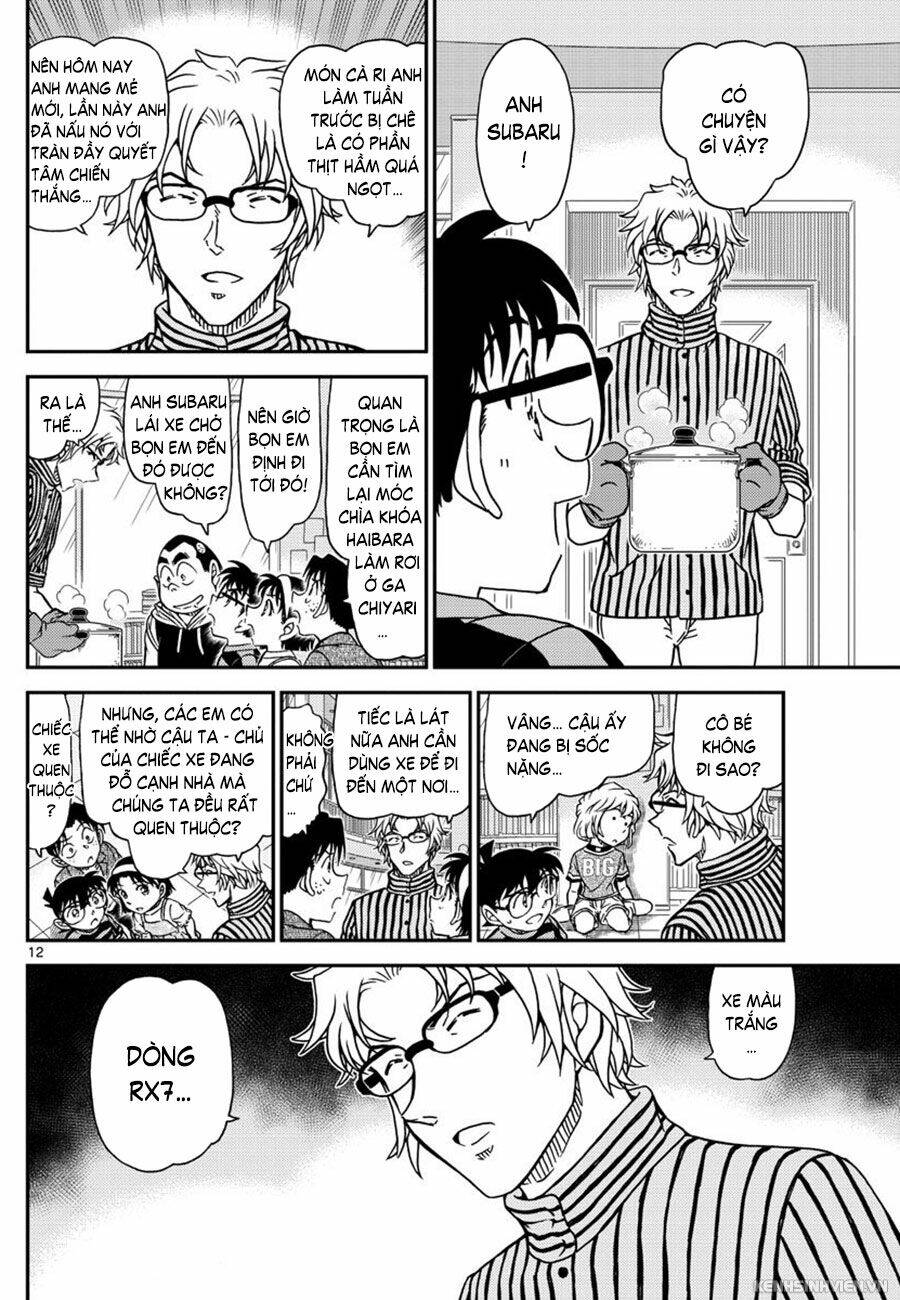 CÓ
CHUYỆN
GÌ VẬY?
ANH
SUBARU
!
MÓN CÀ RI ANH
LÀM TUẦN
TRƯỚC BỊ CHÊ
LÀ CÓ PHẦN
THỊT HẦM QUÁ
NGỌT...
NÊN HÔM NAY
ANH MANG MẺ
MỚI, LẦN NÀY ANH
ĐÃ NẤU NÓ VỚI
TRÀN ĐẦY QUYẾT
TÂM CHIẾN
THẮNG...
QUAN
TRỌNG LÀ
BỌN EM
CẦN TÌM
LẠI MÓC
CHÌA KHÓA
HAIBARA
LÀM RƠI
Ở GA
CHIYARI
...
NÊN GIỜ
BỌN EM
ĐỊNH ĐI
TỚI ĐÓ!
ANH SUBARU
LÁI XE CHỞ
BỌN EM ĐẾN
ĐÓ ĐƯỢC
KHÔNG?
RA LÀ
THẾ...
CÔ BÉ
KHÔNG
ĐI SAO?
VÂNG... CẬU ẤY
ĐANG BỊ SỐC
NẶNG...
BIG
TIẾC LÀ LÁT
NỮA ANH CẦN
DÙNG XE ĐỂ ĐI
ĐẾN MỘT NƠI...
KHÔNG
PHẢI
CHỨ
...
NHƯNG, CÁC EM CÓ
THỂ NHỜ CẬU TA - CHỦ
CỦA CHIẾC XE ĐANG
ĐỖ CẠNH NHÀ MÀ
CHÚNG TA ĐỀU RẤT
QUEN THUỘC?
CHIẾC
XE
QUEN
THUỘC
?
12
XE MÀU
TRẮNG
...
DÒNG
RX7...
KENHSINHVIEN.VN